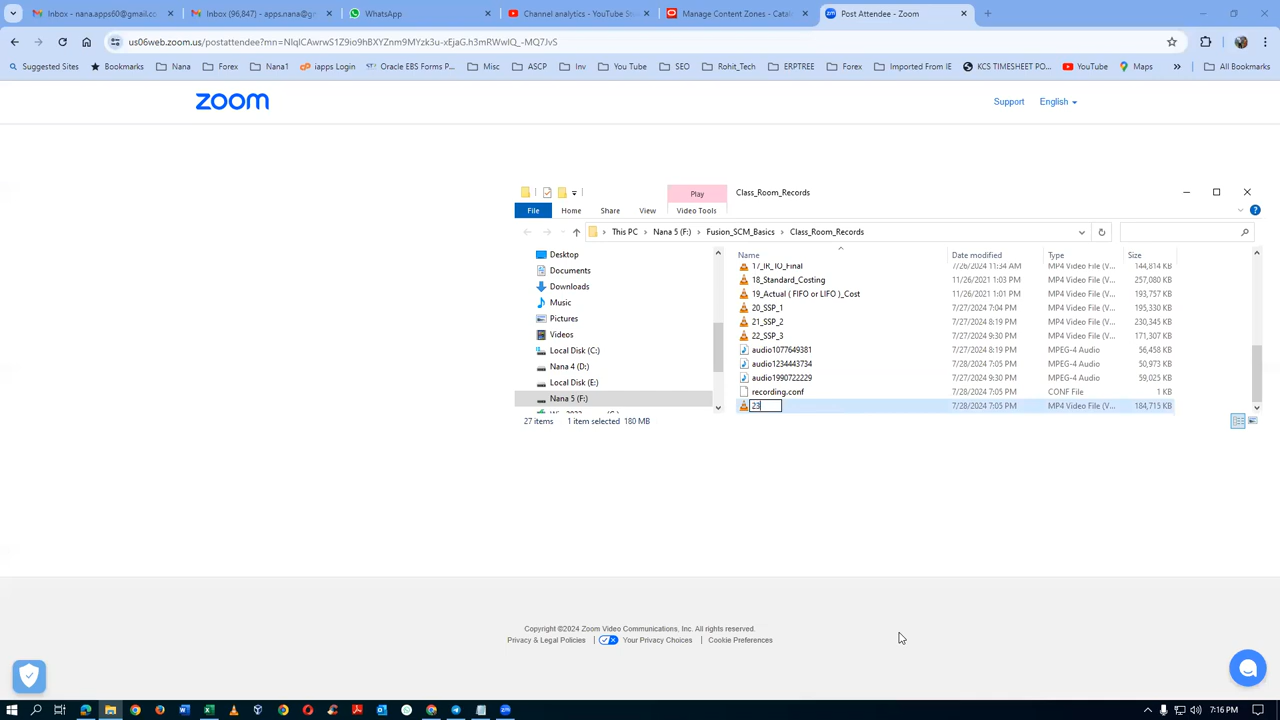 Inbox (241) - nana.apps60@gmail.co
Inbox (96,847) - iapps.nana@gm
WhatsApp
Channel analytics - YouTube St
Manage Content Zones - Catal
Post Attendee - Zoom
us06web.zoom.us/postattendee?mn=NlqICAwrwS1Z9io9hBXYZnm9MYzk3u-xEjaG.h3mRWwIQ_-MQ7JvS
Suggested Sites
Bookmarks
Nana
Forex
Nana1
iapps Login
Oracle EBS Forms P...
Misc
ASCP
Inv
You Tube
SEO
Rohit_Tech
ERPTREE
Forex
Imported From IE
KCS TIMESHEET PO...
YouTube
Maps
»
All Bookmarks
zoom
Support
English
Play
Class_Room_Records
File
Home
Share
View
Video Tools
This PC
Nana 5 (F:)
Fusion_SCM_Basics
Class_Room_Records
Name
Date modified
Type
Size
Desktop
Documents
Downloads
Music
Pictures
Videos
Local Disk (C:)
Nana 4 (D:)
Local Disk (E:)
Nana 5 (F:)
17_IR_IO_Final 7/26/2024 11:34 AM MP4 Video File (V... 144,814 KB
18_Standard_Costing 11/26/2021 1:03 PM MP4 Video File (V... 257,080 KB
19_Actual ( FIFO or LIFO )_Cost 11/26/2021 1:01 PM MP4 Video File (V... 193,757 KB
20_SSP_1 7/27/2024 7:04 PM MP4 Video File (V... 195,330 KB
21_SSP_2 7/27/2024 8:19 PM MP4 Video File (V... 230,345 KB
22_SSP_3 7/27/2024 9:30 PM MP4 Video File (V... 171,307 KB
audio1077649381 7/27/2024 8:19 PM MPEG-4 Audio 56,458 KB
audio1234443734 7/28/2024 7:05 PM MPEG-4 Audio 50,973 KB
audio1990722229 7/27/2024 9:30 PM MPEG-4 Audio 59,025 KB
recording.conf 7/28/2024 7:05 PM CONF File 1 KB
23 7/28/2024 7:05 PM MP4 Video File (V... 184,715 KB
27 items 1 item selected 180 MB
Copyright ©2024 Zoom Video Communications, Inc. All rights reserved.
Privacy & Legal Policies | Your Privacy Choices | Cookie Preferences
7:16 PM